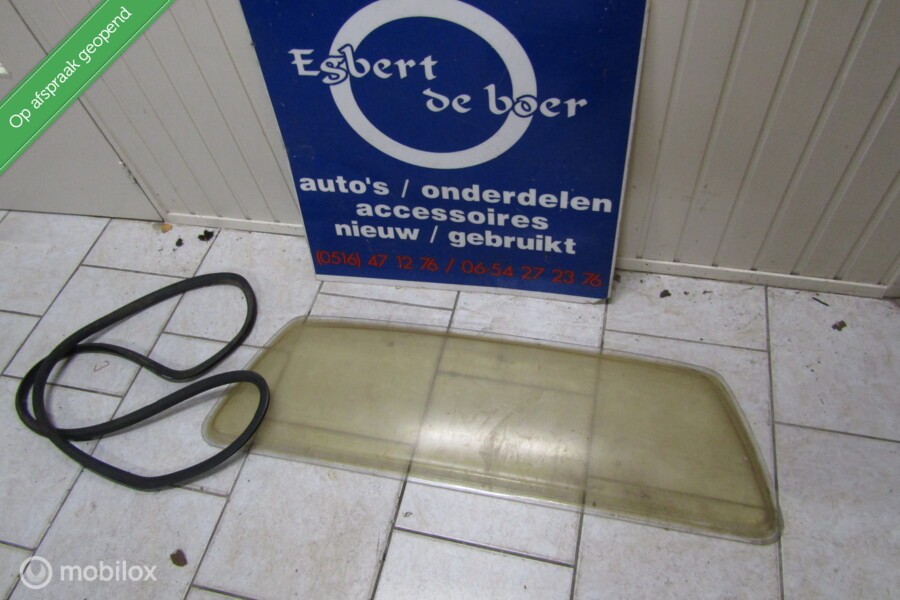 Op afspraak geopend
Egbert
de boer
auto's / onderdelen
accessoires
nieuw / gebruikt
(0516) 47 12 76 / 06-54 27 23 76
mobilox